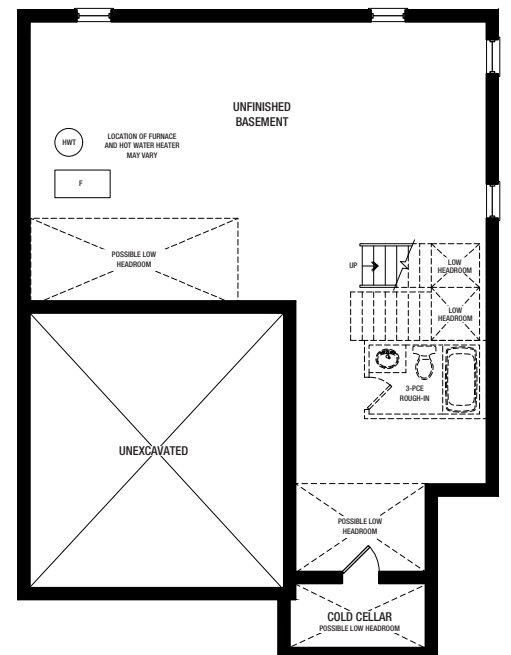 UNFINISHED
BASEMENT
HWT
LOCATION OF FURNACE
AND HOT WATER HEATER
MAY VARY
F
POSSIBLE LOW
HEADROOM
UP
LOW
HEADROOM
LOW
HEADROOM
3-PCE
ROUGH-IN
UNEXCAVATED
POSSIBLE LOW
HEADROOM
COLD CELLAR
POSSIBLE LOW HEADROOM